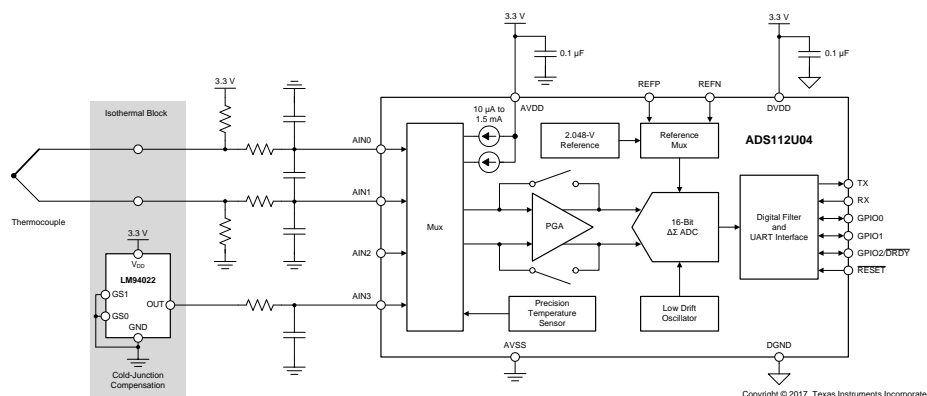 3.3 V
0.1 µF
3.3 V
0.1 µF
3.3 V
Isothermal Block
10 µA to
1.5 mA
AVDD
REFP
REFN
DVDD
ADS112U04
2.048-V
Reference
Reference
Mux
AIN0
AIN1
AIN2
AIN3
Thermocouple
Mux
PGA
16-Bit
ΔΣ ADC
Digital Filter
and
UART Interface
TX
RX
GPIO0
GPIO1
GPIO2/DRDY
RESET
3.3 V
VDD
LM94022
GS1
GS0
OUT
GND
Cold-Junction
Compensation
Precision
Temperature
Sensor
Low Drift
Oscillator
AVSS
DGND
Copyright © 2017, Texas Instruments Incorporate